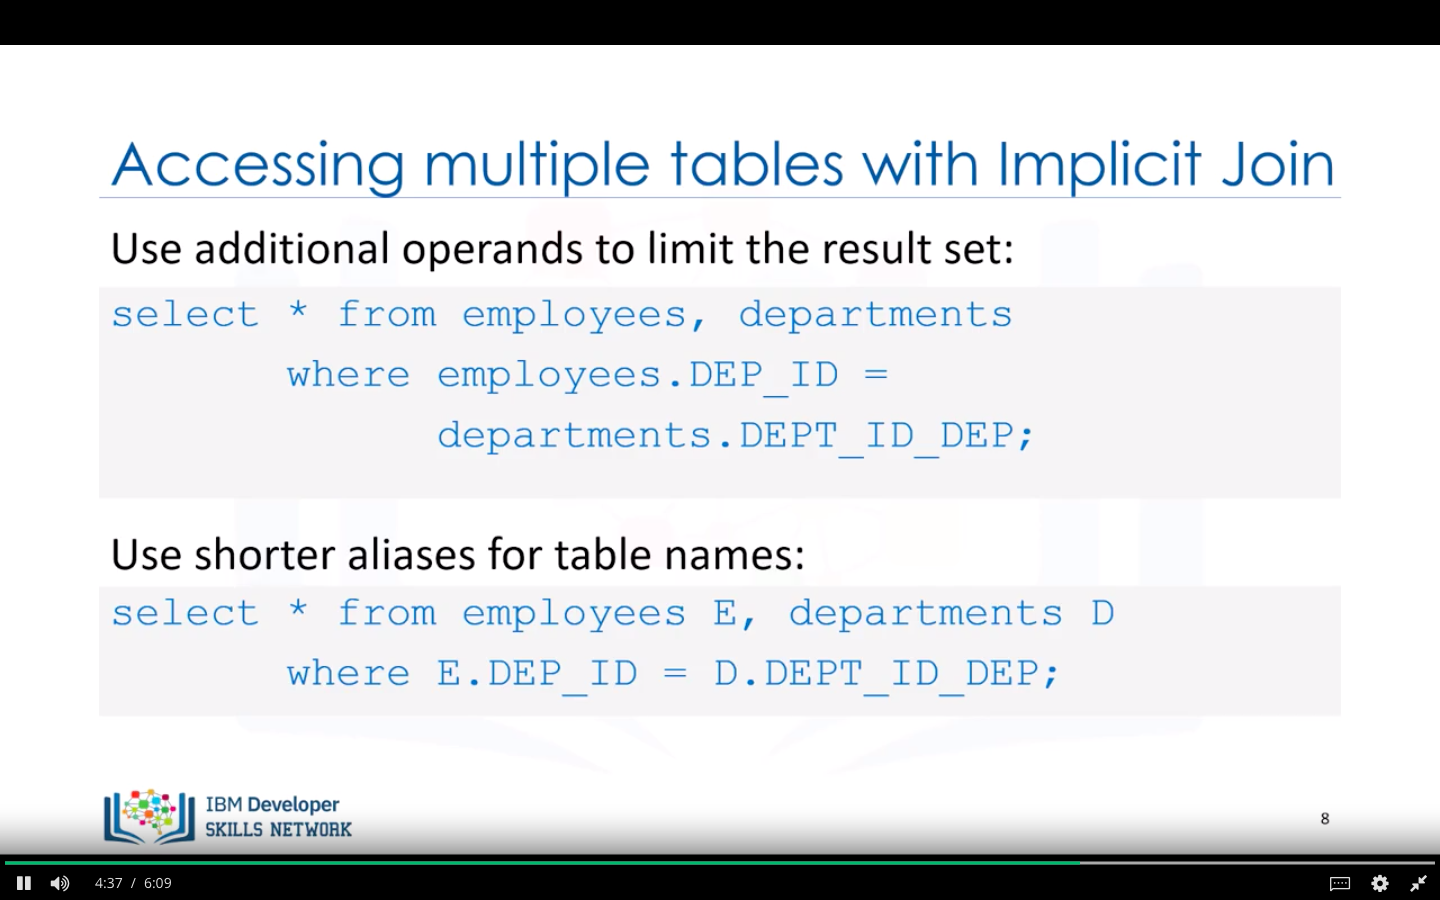 Accessing multiple tables with Implicit Join
Use additional operands to limit the result set:
select * from employees, departments
where employees.DEP_ID =
departments.DEPT_ID_DEP;
Use shorter aliases for table names:
select * from employees E, departments D
where E.DEP_ID = D.DEPT_ID_DEP;
IBM Developer
SKILLS NETWORK
8
4:37 / 6:09